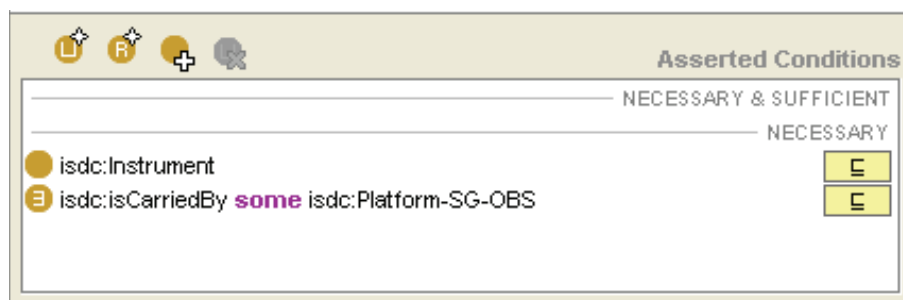 Asserted Conditions
NECESSARY & SUFFICIENT
NECESSARY
isdc:Instrument ⊑
∃ isdc:isCarriedBy some isdc:Platform-SG-OBS ⊑